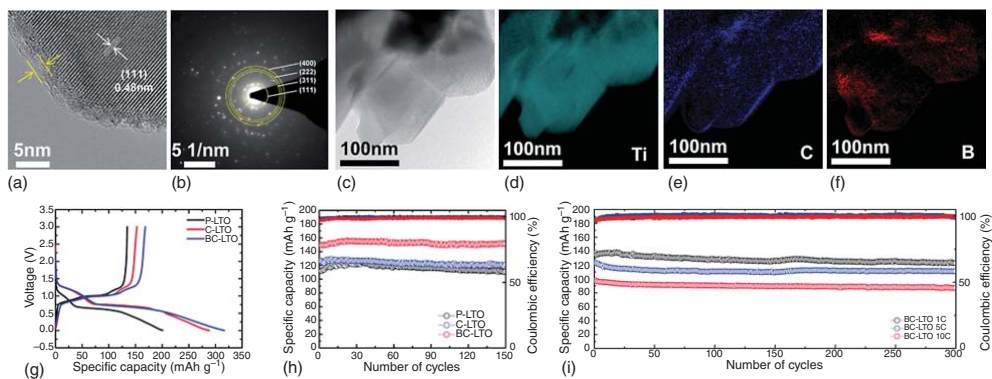 (111)
0.48nm
5nm
(a)
(400)
(222)
(311)
(111)
5 1/nm
(b)
100nm
(c)
100nm
Ti
(d)
100nm
C
(e)
100nm
B
(f)
3.5
3.0
2.5
2.0
1.5
1.0
0.5
0.0
Voltage (V)
P-LTO
C-LTO
BC-LTO
0 50 100 150 200 250 300 350
Specific capacity (mAh g⁻¹)
(g)
200
180
160
140
120
100
80
60
40
20
0
Specific capacity (mAh g⁻¹)
P-LTO
C-LTO
BC-LTO
100
50
Coulombic efficiency (%)
0 30 60 90 120 150
Number of cycles
(h)
200
180
160
140
120
100
80
60
40
20
0
Specific capacity (mAh g⁻¹)
BC-LTO 1C
BC-LTO 5C
BC-LTO 10C
100
50
Coulombic efficiency (%)
0 50 100 150 200 250 300
Number of cycles
(i)